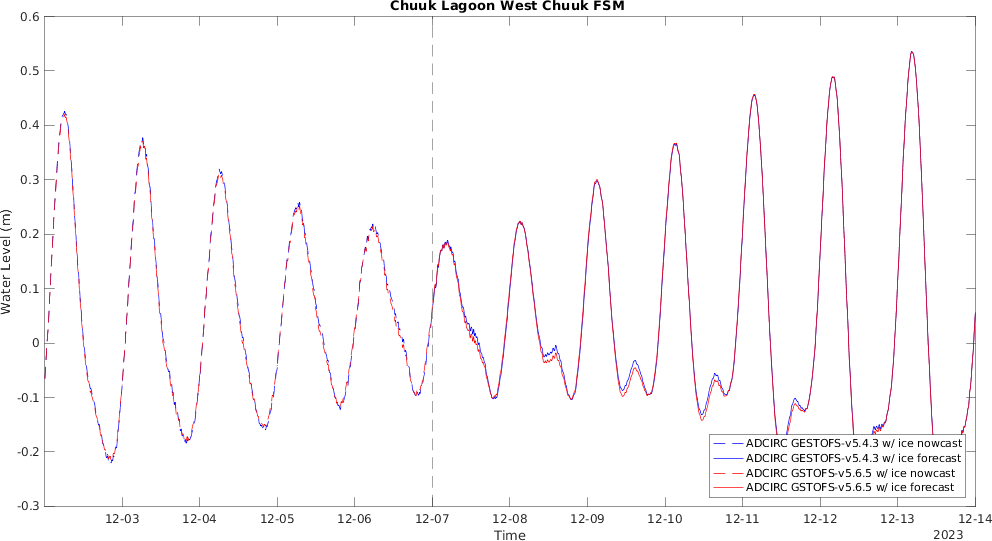 Chuuk Lagoon West Chuuk FSM
0.6
0.5
0.4
0.3
0.2
0.1
0
-0.1
-0.2
-0.3
Water Level (m)
ADCIRC GESTOFS-v5.4.3 w/ ice nowcast
ADCIRC GESTOFS-v5.4.3 w/ ice forecast
ADCIRC GSTOFS-v5.6.5 w/ ice nowcast
ADCIRC GSTOFS-v5.6.5 w/ ice forecast
12-03 12-04 12-05 12-06 12-07 12-08 12-09 12-10 12-11 12-12 12-13 12-14
Time
2023